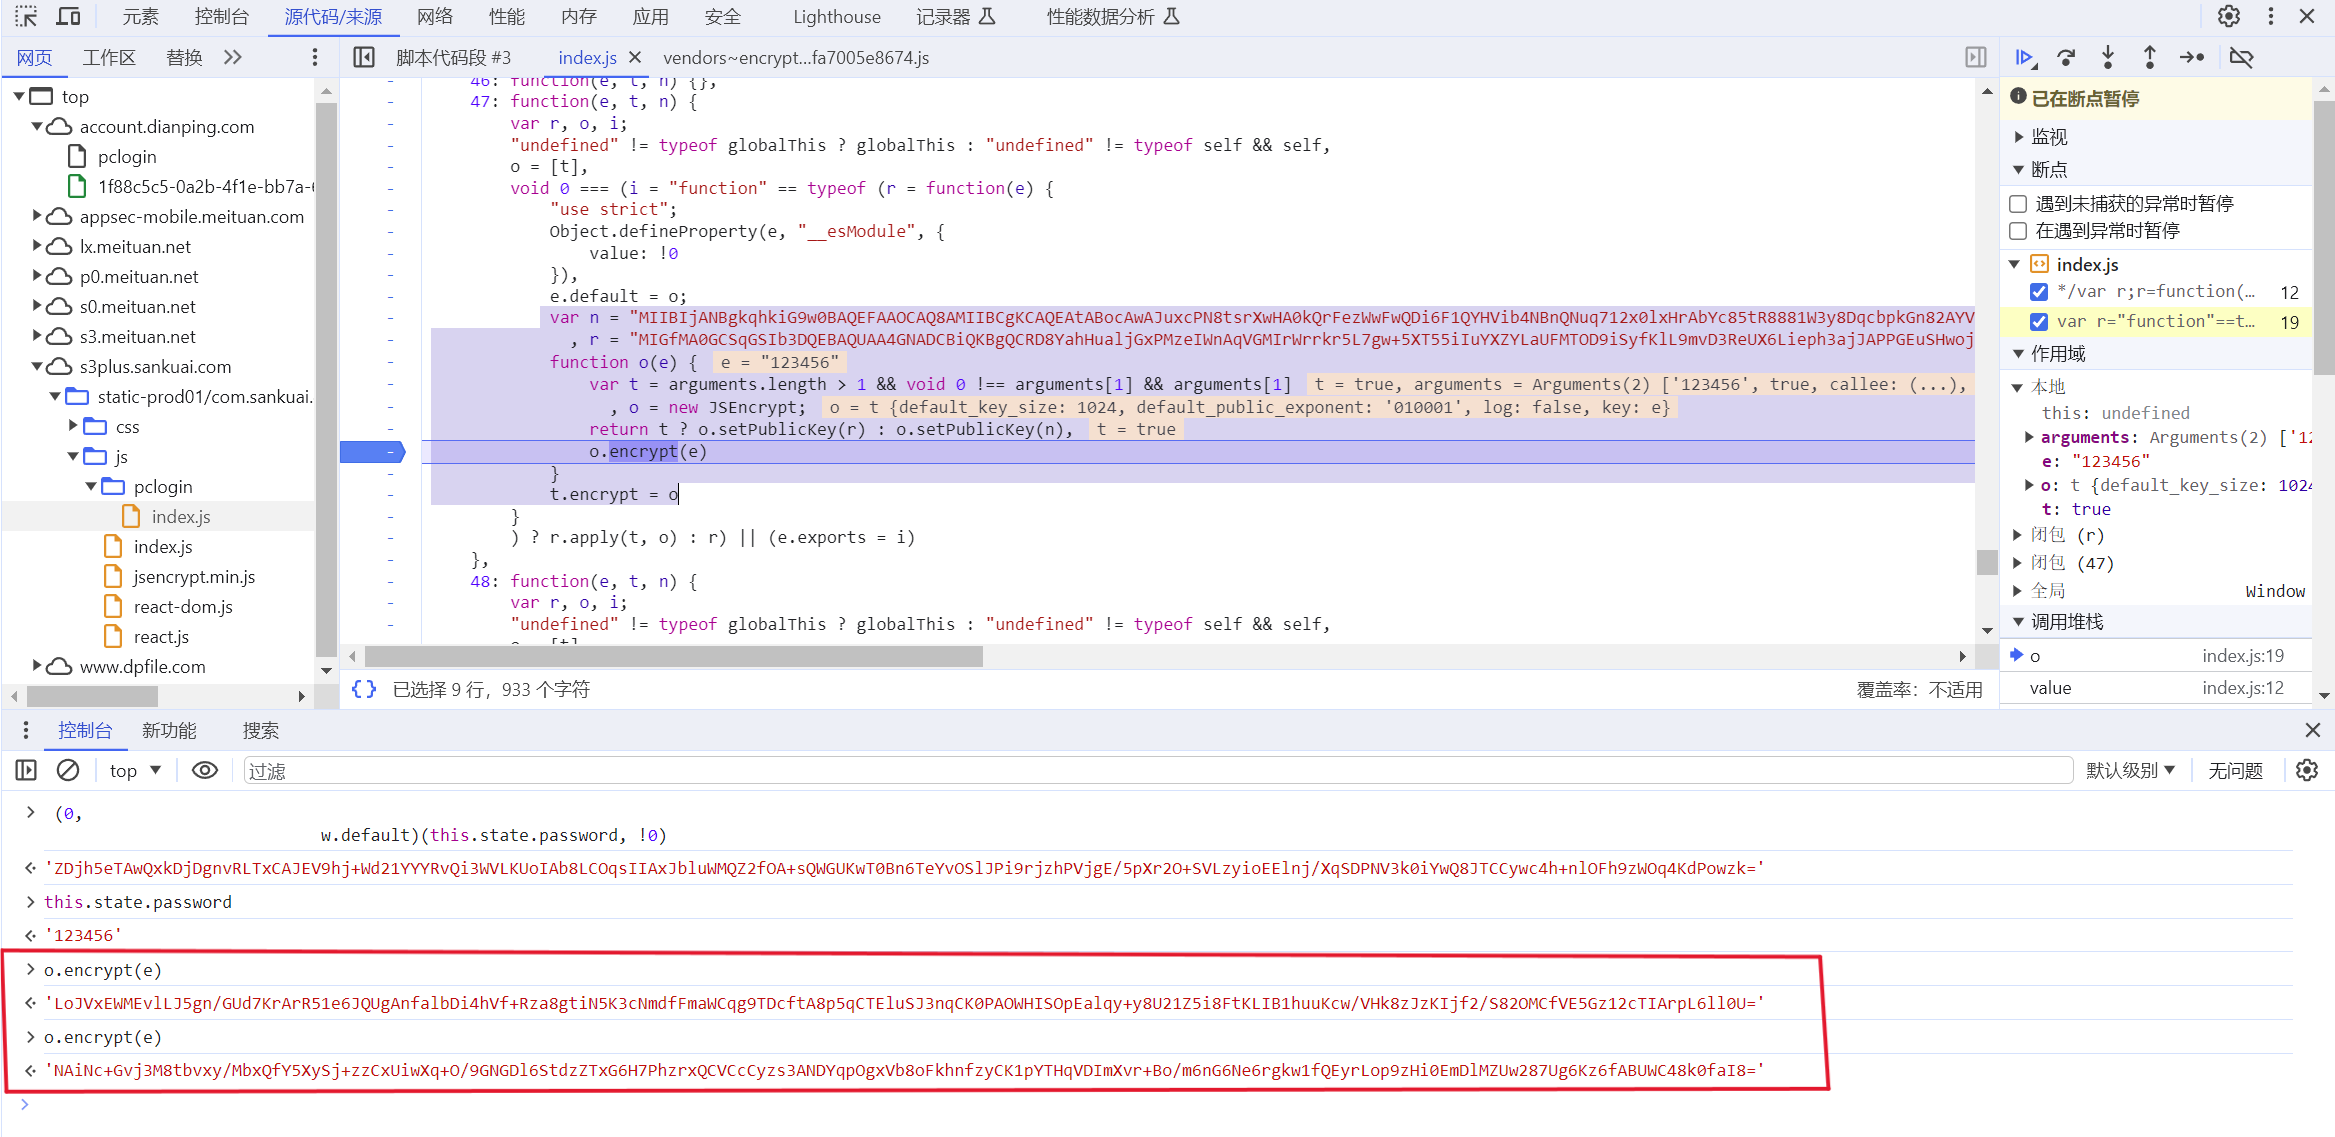 元素 控制台 源代码/来源 网络 性能 内存 应用 安全 Lighthouse 记录器 性能数据分析
网页 工作区 替换
脚本代码段 #3 index.js vendors~encrypt...fa7005e8674.js
top
account.dianping.com
pclogin
1f88c5c5-0a2b-4f1e-bb7a-
appsec-mobile.meituan.com
lx.meituan.net
p0.meituan.net
s0.meituan.net
s3.meituan.net
s3plus.sankuai.com
static-prod01/com.sankuai.
css
js
pclogin
index.js
index.js
jsencrypt.min.js
react-dom.js
react.js
www.dpfile.com
46: function(e, t, n) {},
47: function(e, t, n) {
var r, o, i;
"undefined" != typeof globalThis ? globalThis : "undefined" != typeof self && self,
o = [t],
void 0 === (i = "function" == typeof (r = function(e) {
"use strict";
Object.defineProperty(e, "__esModule", {
value: !0
}),
e.default = o;
var n = "MIIBIjANBgkqhkiG9w0BAQEFAAOCAQ8AMIIBCgKCAQEAtABocAwAJuxcPN8tsrXwHA0kQrFezWwFwQDi6F1QYHVib4NBnQNuq712x0lxHrAbYc85tR8881W3y8DqcbpkGn82AYV
, r = "MIGfMA0GCSqGSIb3DQEBAQUAA4GNADCBiQKBgQCRD8YahHualjGxPMzeIWnAqVGMIrWrrkr5L7gw+5XT55iIuYXZYLaUFMTOD9iSyfKlL9mvD3ReUX6Lieph3ajJAPPGEuSHwoj
function o(e) { e = "123456"
var t = arguments.length > 1 && void 0 !== arguments[1] && arguments[1] t = true, arguments = Arguments(2) ['123456', true, callee: (...),
, o = new JSEncrypt; o = t {default_key_size: 1024, default_public_exponent: '010001', log: false, key: e}
return t ? o.setPublicKey(r) : o.setPublicKey(n), t = true
o.encrypt(e)
}
t.encrypt = o
}
) ? r.apply(t, o) : r) || (e.exports = i)
},
48: function(e, t, n) {
var r, o, i;
"undefined" != typeof globalThis ? globalThis : "undefined" != typeof self && self,
已选择 9 行，933 个字符 覆盖率：不适用
已在断点暂停
监视
断点
遇到未捕获的异常时暂停
在遇到异常时暂停
index.js
*/var r;r=function(… 12
var r="function"==t… 19
作用域
本地
this: undefined
arguments: Arguments(2) ['12
e: "123456"
o: t {default_key_size: 1024
t: true
闭包 (r)
闭包 (47)
全局 Window
调用堆栈
o index.js:19
value index.js:12
控制台 新功能 搜索
top 过滤 默认级别 无问题
(0,
w.default)(this.state.password, !0)
'ZDjh5eTAwQxkDjDgnvRLTxCAJEV9hj+Wd21YYYRvQi3WVLKUoIAb8LCOqsIIAxJbluWMQZ2fOA+sQWGUKwT0Bn6TeYvOSlJPi9rjzhPVjgE/5pXr2O+SVLzyioEElnj/XqSDPNV3k0iYwQ8JTCCywc4h+nlOFh9zWOq4KdPowzk='
this.state.password
'123456'
o.encrypt(e)
'LoJVxEWMEvlLJ5gn/GUd7KrArR51e6JQUgAnfalbDi4hVf+Rza8gtiN5K3cNmdfFmaWCqg9TDcftA8p5qCTEluSJ3nqCK0PAOWHISOpEalqy+y8U21Z5i8FtKLIB1huuKcw/VHk8zJzKIjf2/S82OMCfVE5Gz12cTIArpL6ll0U='
o.encrypt(e)
'NAiNc+Gvj3M8tbvxy/MbxQfY5XySj+zzCxUiwXq+O/9GNGDl6StdzZTxG6H7PhzrxQCVCcCyzs3ANDYqpOgxVb8oFkhnfzyCK1pYTHqVDImXvr+Bo/m6nG6Ne6rgkw1fQEyrLop9zHi0EmDlMZUw287Ug6Kz6fABUWC48k0faI8='